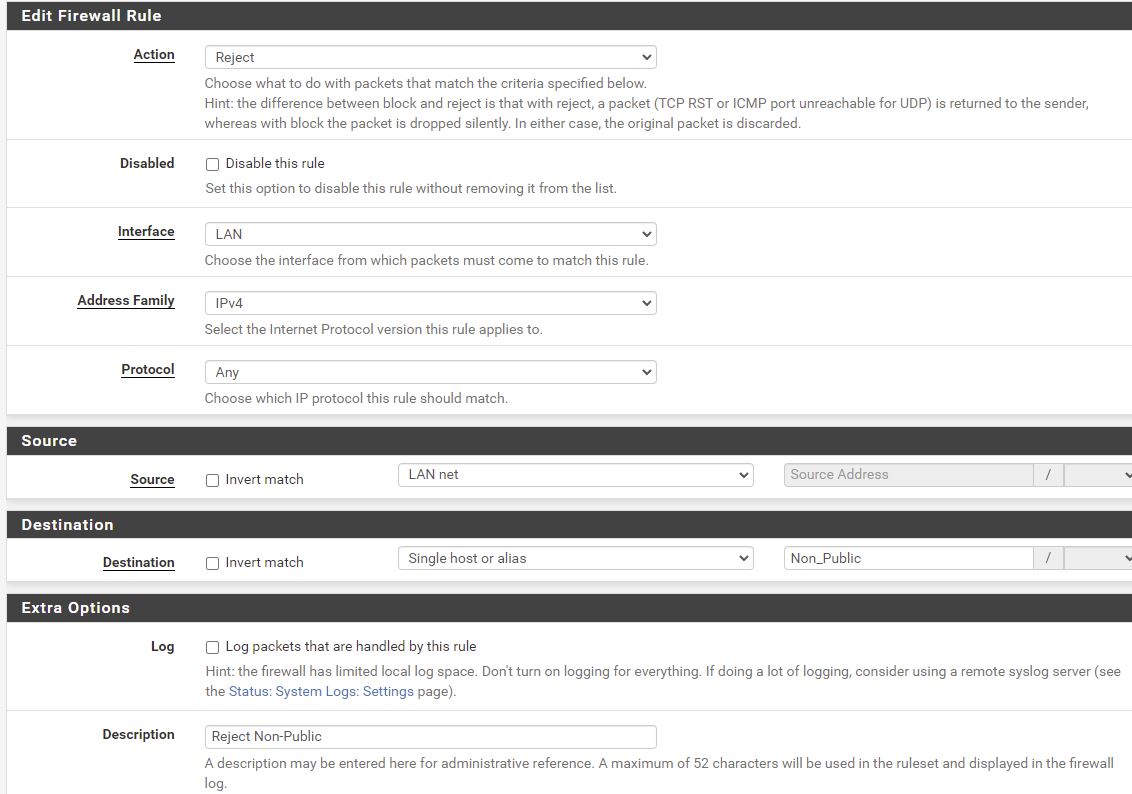 Edit Firewall Rule
Action
Reject
Choose what to do with packets that match the criteria specified below.
Hint: the difference between block and reject is that with reject, a packet (TCP RST or ICMP port unreachable for UDP) is returned to the sender,
whereas with block the packet is dropped silently. In either case, the original packet is discarded.
Disabled
Disable this rule
Set this option to disable this rule without removing it from the list.
Interface
LAN
Choose the interface from which packets must come to match this rule.
Address Family
IPv4
Select the Internet Protocol version this rule applies to.
Protocol
Any
Choose which IP protocol this rule should match.
Source
Source
Invert match
LAN net
Source Address
/
Destination
Destination
Invert match
Single host or alias
Non_Public
/
Extra Options
Log
Log packets that are handled by this rule
Hint: the firewall has limited local log space. Don't turn on logging for everything. If doing a lot of logging, consider using a remote syslog server (see
the Status: System Logs: Settings page).
Description
Reject Non-Public
A description may be entered here for administrative reference. A maximum of 52 characters will be used in the ruleset and displayed in the firewall
log.